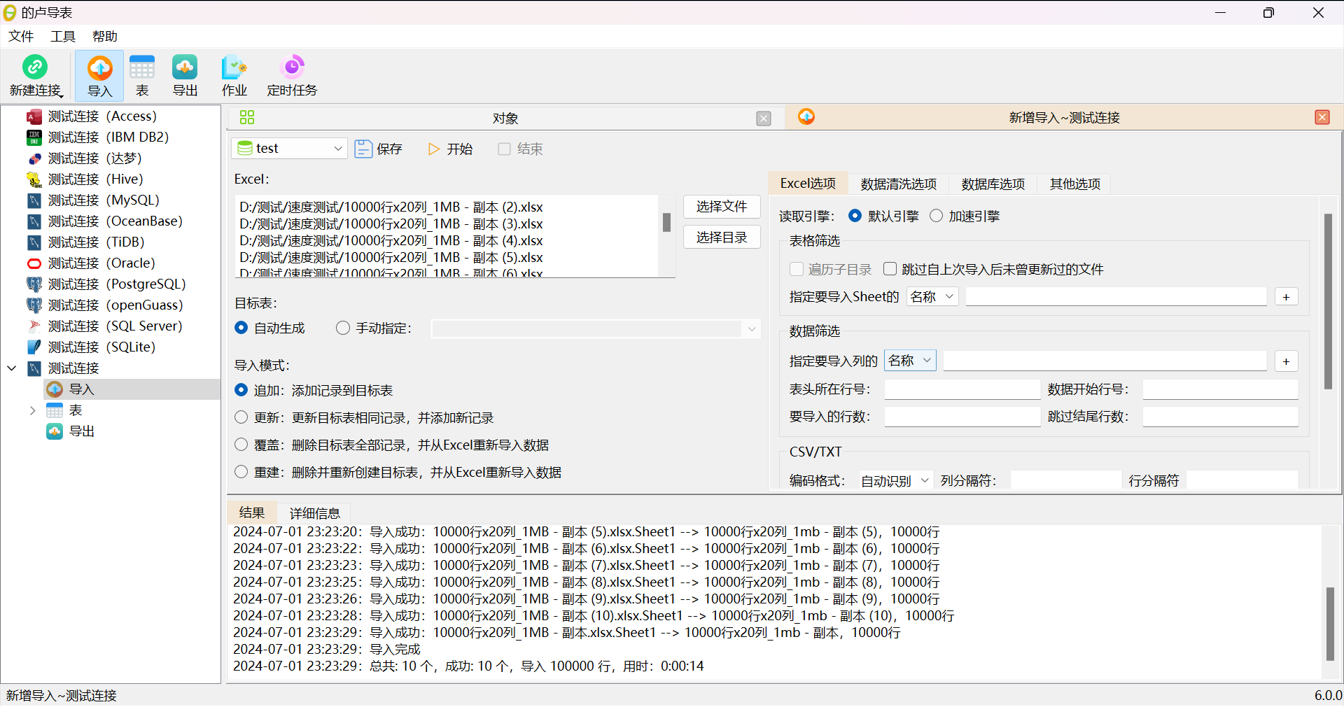 的卢导表
文件 工具 帮助
新建连接 导入 表 导出 作业 定时任务
测试连接（Access）
测试连接（IBM DB2）
测试连接（达梦）
测试连接（Hive）
测试连接（MySQL）
测试连接（OceanBase）
测试连接（TiDB）
测试连接（Oracle）
测试连接（PostgreSQL）
测试连接（openGuass）
测试连接（SQL Server）
测试连接（SQLite）
测试连接
导入
表
导出
对象 新增导入~测试连接
test 保存 开始 结束
Excel:
D:/测试/速度测试/10000行x20列_1MB - 副本 (2).xlsx
D:/测试/速度测试/10000行x20列_1MB - 副本 (3).xlsx
D:/测试/速度测试/10000行x20列_1MB - 副本 (4).xlsx
D:/测试/速度测试/10000行x20列_1MB - 副本 (5).xlsx
D:/测试/速度测试/10000行x20列_1MB - 副本 (6).xlsx
选择文件
选择目录
目标表：
自动生成 手动指定：
导入模式：
追加：添加记录到目标表
更新：更新目标表相同记录，并添加新记录
覆盖：删除目标表全部记录，并从Excel重新导入数据
重建：删除并重新创建目标表，并从Excel重新导入数据
Excel选项 数据清洗选项 数据库选项 其他选项
读取引擎： 默认引擎 加速引擎
表格筛选
遍历子目录 跳过自上次导入后未曾更新过的文件
指定要导入Sheet的 名称 +
数据筛选
指定要导入列的 名称 +
表头所在行号： 数据开始行号：
要导入的行数： 跳过结尾行数：
CSV/TXT
编码格式： 自动识别 列分隔符： 行分隔符
结果 详细信息
2024-07-01 23:23:20：导入成功：10000行x20列_1MB - 副本 (5).xlsx.Sheet1 --> 10000行x20列_1mb - 副本 (5)，10000行
2024-07-01 23:23:22：导入成功：10000行x20列_1MB - 副本 (6).xlsx.Sheet1 --> 10000行x20列_1mb - 副本 (6)，10000行
2024-07-01 23:23:23：导入成功：10000行x20列_1MB - 副本 (7).xlsx.Sheet1 --> 10000行x20列_1mb - 副本 (7)，10000行
2024-07-01 23:23:25：导入成功：10000行x20列_1MB - 副本 (8).xlsx.Sheet1 --> 10000行x20列_1mb - 副本 (8)，10000行
2024-07-01 23:23:26：导入成功：10000行x20列_1MB - 副本 (9).xlsx.Sheet1 --> 10000行x20列_1mb - 副本 (9)，10000行
2024-07-01 23:23:28：导入成功：10000行x20列_1MB - 副本 (10).xlsx.Sheet1 --> 10000行x20列_1mb - 副本 (10)，10000行
2024-07-01 23:23:29：导入成功：10000行x20列_1MB - 副本.xlsx.Sheet1 --> 10000行x20列_1mb - 副本，10000行
2024-07-01 23:23:29：导入完成
2024-07-01 23:23:29：总共: 10 个，成功: 10 个，导入 100000 行，用时：0:00:14
新增导入~测试连接 6.0.0